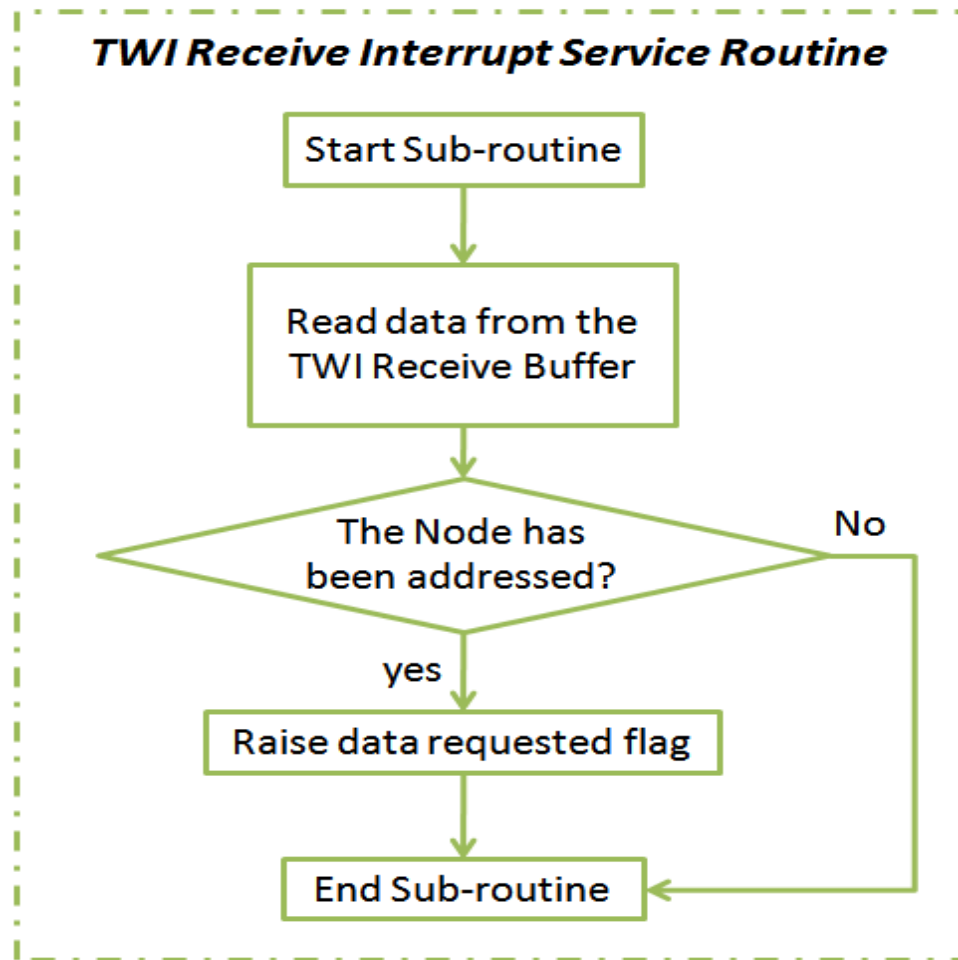 TWI Receive Interrupt Service Routine
Start Sub-routine
Read data from the
TWI Receive Buffer
The Node has
been addressed?
No
yes
Raise data requested flag
End Sub-routine